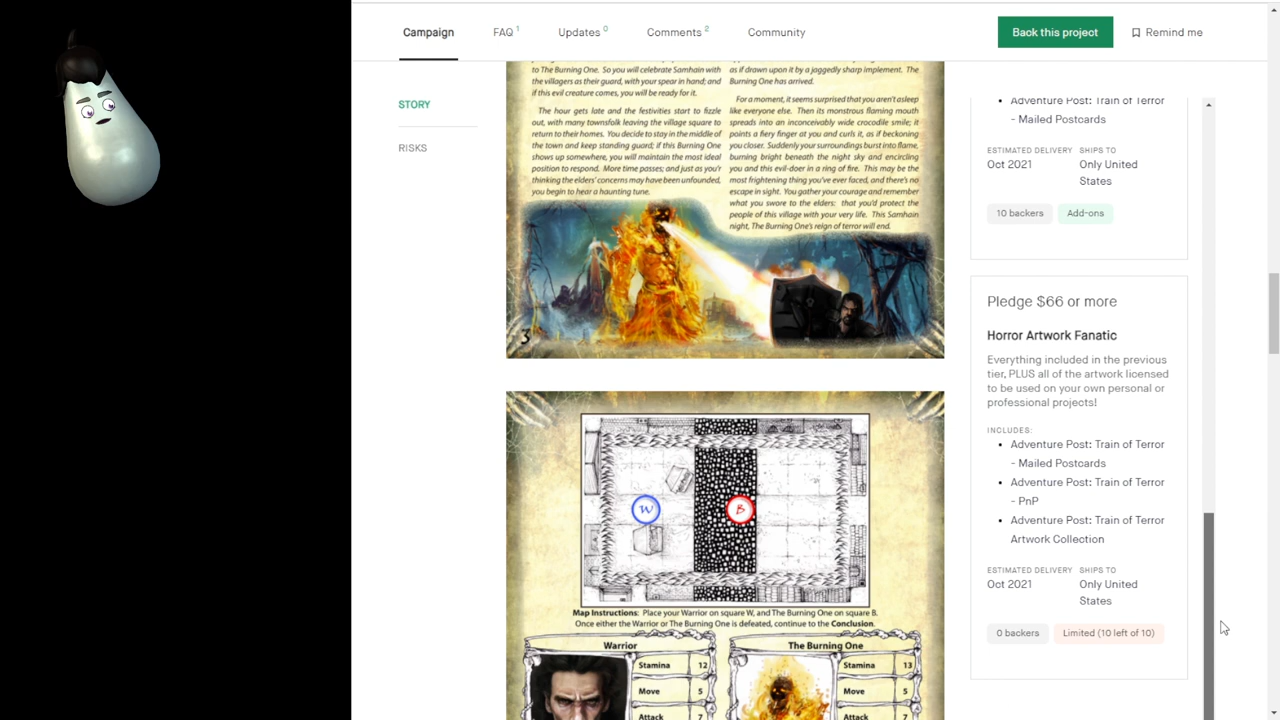 Campaign FAQ 1 Updates 0 Comments 2 Community Back this project Remind me
STORY
RISKS
to The Burning One. So you will celebrate Samhain with
the villagers as their guard, with your spear in hand; and
if this evil creature comes, you will be ready for it.
The hour gets late and the festivities start to fizzle
out, with many townsfolk leaving the village square to
return to their homes. You decide to stay in the middle of
the town and keep standing guard; if this Burning One
shows up somewhere, you will maintain the most ideal
position to respond. More time passes; and just as you're
thinking the elders' concerns may have been unfounded,
you begin to hear a haunting tune.
as if drawn upon it by a jaggedly sharp implement. The
Burning One has arrived.
For a moment, it seems surprised that you aren't asleep
like everyone else. Then its monstrous flaming mouth
spreads into an inconceivably wide crocodile smile; it
points a fiery finger at you and curls it, as if beckoning
you closer. Suddenly your surroundings burst into flame,
burning bright beneath the night sky and encircling
you and this evil-doer in a ring of fire. This may be the
most frightening thing you've ever faced, and there's no
escape in sight. You gather your courage and remember
what you swore to the elders: that you'd protect the
people of this village with your very life. This Samhain
night, The Burning One's reign of terror will end.
3
W
B
Map Instructions: Place your Warrior on square W, and The Burning One on square B.
Once either the Warrior or The Burning One is defeated, continue to the Conclusion.
Warrior
Stamina 12
Move 5
Attack 7
The Burning One
Stamina 13
Move 5
Attack 7
Adventure Post: Train of Terror
- Mailed Postcards
ESTIMATED DELIVERY SHIPS TO
Oct 2021 Only United
States
10 backers Add-ons
Pledge $66 or more
Horror Artwork Fanatic
Everything included in the previous
tier, PLUS all of the artwork licensed
to be used on your own personal or
professional projects!
INCLUDES:
• Adventure Post: Train of Terror
- Mailed Postcards
• Adventure Post: Train of Terror
- PnP
• Adventure Post: Train of Terror
Artwork Collection
ESTIMATED DELIVERY SHIPS TO
Oct 2021 Only United
States
0 backers Limited (10 left of 10)